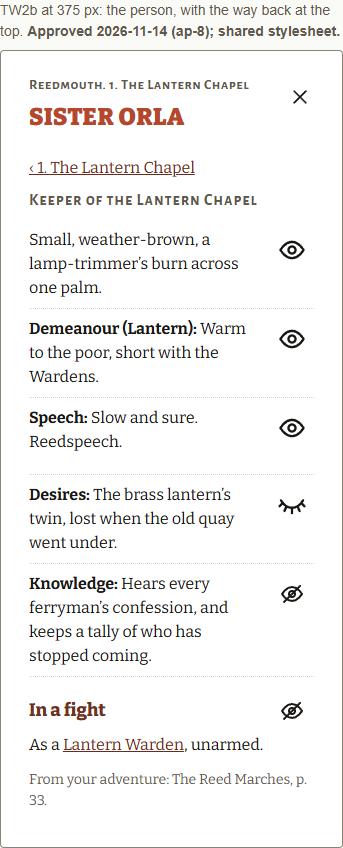 TW2b at 375 px: the person, with the way back at the
top. Approved 2026-11-14 (ap-8); shared stylesheet.
Reedmouth. 1. The Lantern Chapel
SISTER ORLA
‹ 1. The Lantern Chapel
Keeper of the Lantern Chapel
Small, weather-brown, a
lamp-trimmer’s burn across
one palm.
Demeanour (Lantern): Warm
to the poor, short with the
Wardens.
Speech: Slow and sure.
Reedspeech.
Desires: The brass lantern’s
twin, lost when the old quay
went under.
Knowledge: Hears every
ferryman’s confession, and
keeps a tally of who has
stopped coming.
In a fight
As a Lantern Warden, unarmed.
From your adventure: The Reed Marches, p.
33.